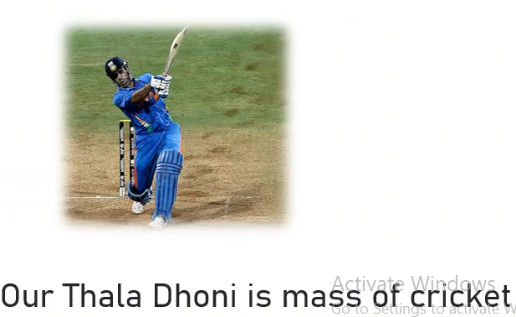 Our Thala Dhoni is mass of cricket
Activate Windows
Go to Settings to activate W